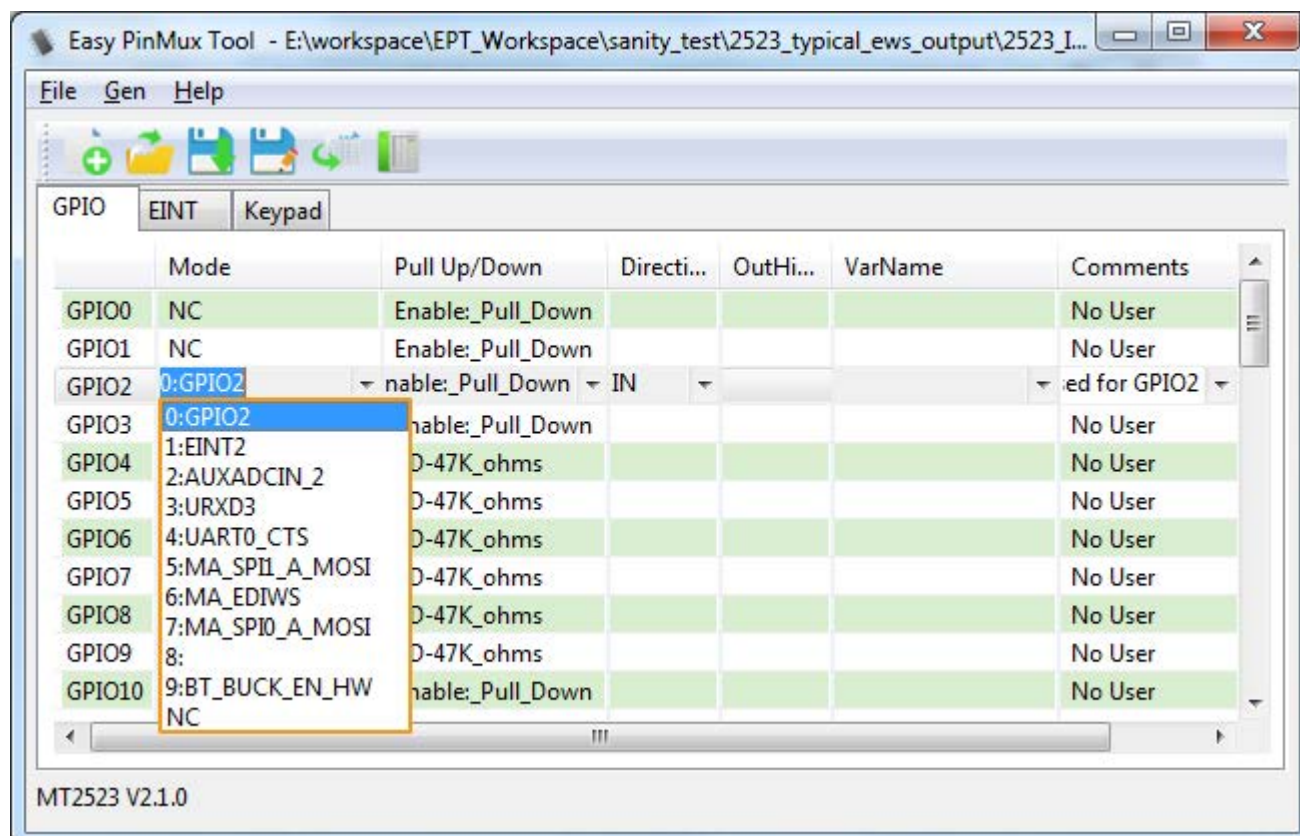 Easy PinMux Tool - E:\workspace\EPT_Workspace\sanity_test\2523_typical_ews_output\2523_I...
File Gen Help
GPIO EINT Keypad
Mode Pull Up/Down Directi... OutHi... VarName Comments
GPIO0 NC Enable:_Pull_Down No User
GPIO1 NC Enable:_Pull_Down No User
GPIO2 0:GPIO2 nable:_Pull_Down IN ed for GPIO2
0:GPIO2
GPIO3 nable:_Pull_Down No User
1:EINT2
GPIO4 D-47K_ohms No User
2:AUXADCIN_2
GPIO5 D-47K_ohms No User
3:URXD3
GPIO6 4:UART0_CTS D-47K_ohms No User
GPIO7 5:MA_SPI1_A_MOSI D-47K_ohms No User
6:MA_EDIWS
GPIO8 D-47K_ohms No User
7:MA_SPI0_A_MOSI
GPIO9 8: D-47K_ohms No User
GPIO10 9:BT_BUCK_EN_HW nable:_Pull_Down No User
NC
MT2523 V2.1.0